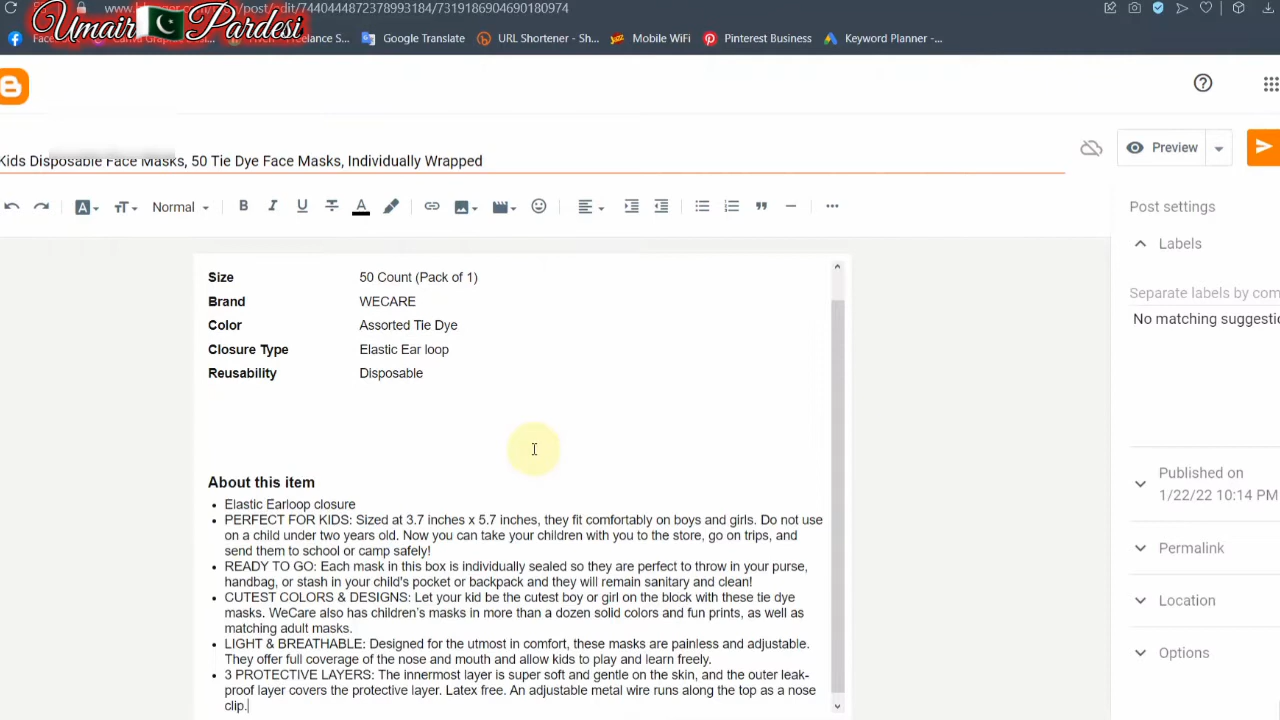 /post/edit/7440444872378993184/7319186904690180974
Umair Pardesi
Freelance S...
Google Translate
URL Shortener - Sh...
Mobile WiFi
Pinterest Business
Keyword Planner -...
Kids Disposable Face Masks, 50 Tie Dye Face Masks, Individually Wrapped
Preview
Normal
Post settings
Labels
Separate labels by com
No matching suggestio
Size 50 Count (Pack of 1)
Brand WECARE
Color Assorted Tie Dye
Closure Type Elastic Ear loop
Reusability Disposable
About this item
• Elastic Earloop closure
• PERFECT FOR KIDS: Sized at 3.7 inches x 5.7 inches, they fit comfortably on boys and girls. Do not use
on a child under two years old. Now you can take your children with you to the store, go on trips, and
send them to school or camp safely!
• READY TO GO: Each mask in this box is individually sealed so they are perfect to throw in your purse,
handbag, or stash in your child's pocket or backpack and they will remain sanitary and clean!
• CUTEST COLORS & DESIGNS: Let your kid be the cutest boy or girl on the block with these tie dye
masks. WeCare also has children's masks in more than a dozen solid colors and fun prints, as well as
matching adult masks.
• LIGHT & BREATHABLE: Designed for the utmost in comfort, these masks are painless and adjustable.
They offer full coverage of the nose and mouth and allow kids to play and learn freely.
• 3 PROTECTIVE LAYERS: The innermost layer is super soft and gentle on the skin, and the outer leak-
proof layer covers the protective layer. Latex free. An adjustable metal wire runs along the top as a nose
clip.
Published on
1/22/22 10:14 PM
Permalink
Location
Options